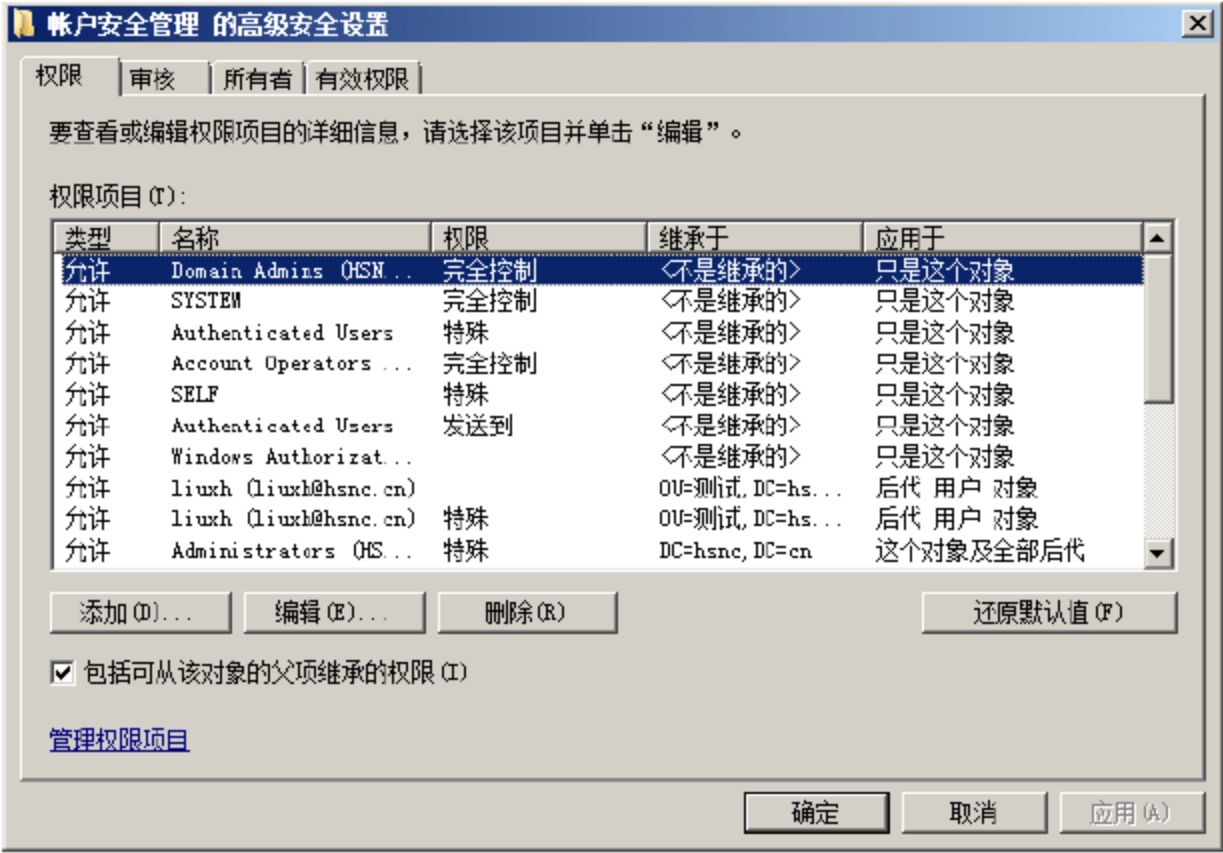 帐户安全管理 的高级安全设置
权限 审核 所有者 有效权限
要查看或编辑权限项目的详细信息，请选择该项目并单击“编辑”。
权限项目(T):
类型 名称 权限 继承于 应用于
允许 Domain Admins (HSN... 完全控制 <不是继承的> 只是这个对象
允许 SYSTEM 完全控制 <不是继承的> 只是这个对象
允许 Authenticated Users 特殊 <不是继承的> 只是这个对象
允许 Account Operators ... 完全控制 <不是继承的> 只是这个对象
允许 SELF 特殊 <不是继承的> 只是这个对象
允许 Authenticated Users 发送到 <不是继承的> 只是这个对象
允许 Windows Authorizat... <不是继承的> 只是这个对象
允许 liuxh (liuxh@hsnc.cn) OU=测试,DC=hs... 后代 用户 对象
允许 liuxh (liuxh@hsnc.cn) 特殊 OU=测试,DC=hs... 后代 用户 对象
允许 Administrators (HS... 特殊 DC=hsnc,DC=cn 这个对象及全部后代
添加(D)... 编辑(E)... 删除(R) 还原默认值(F)
包括可从该对象的父项继承的权限(I)
管理权限项目
确定 取消 应用(A)